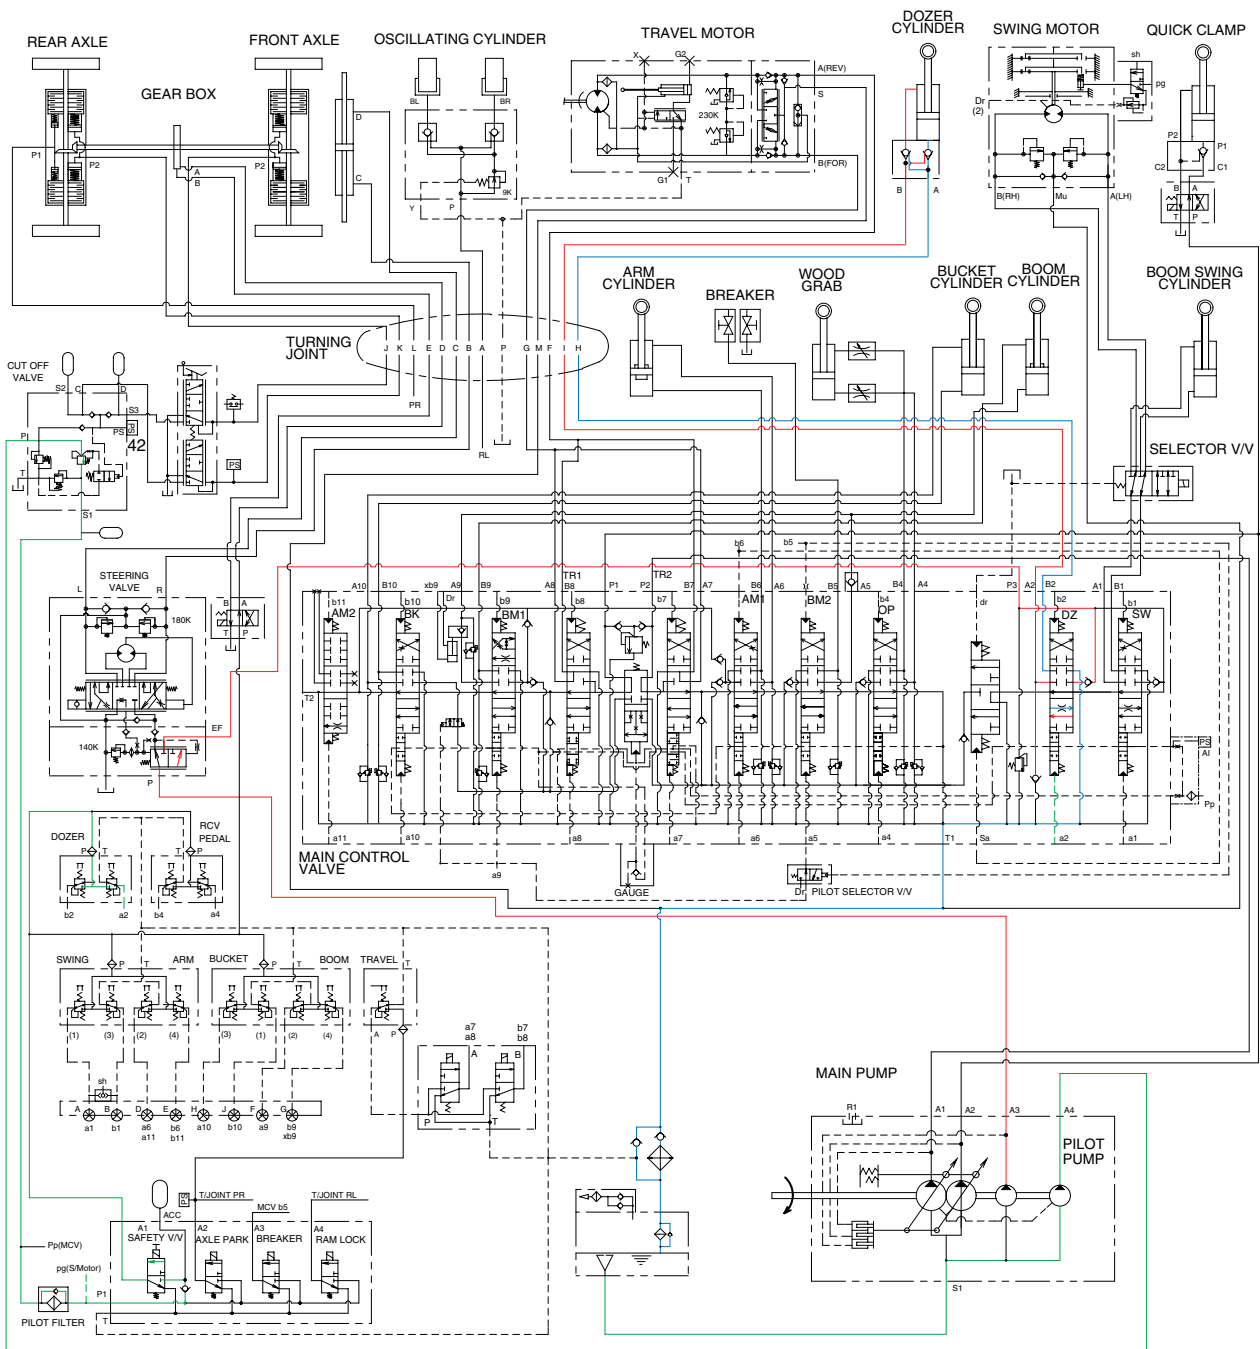 REAR AXLE
FRONT AXLE
OSCILLATING CYLINDER
TRAVEL MOTOR
DOZER
CYLINDER
SWING MOTOR
QUICK CLAMP
GEAR BOX
X
G2
A(REV)
S
230K
B(FOR)
G1
T
BL
BR
9K
Y
P
D
C
P1
P2
A
B
P2
B
A
Dr
(2)
sh
pg
B(RH)
Mu
A(LH)
P2
P1
C2
C1
B
A
T
P
ARM
CYLINDER
BREAKER
WOOD
GRAB
BUCKET
CYLINDER
BOOM
CYLINDER
BOOM SWING
CYLINDER
TURNING
JOINT
J
K
L
E
D
C
B
A
P
G
M
F
I
H
PR
RL
CUT OFF
VALVE
S2
C
D
S3
PS
PS
42
PI
T
S1
PS
SELECTOR V/V
STEERING
VALVE
L
R
180K
B
A
T
P
EF
140K
P
A10
B10
xb9
A9
B9
A8
TR1
B8
P1
P2
TR2
B7
A7
b6
B6
A6
b5
B5
A5
B4
A4
P3
A2
B2
A1
B1
Dr
b11
AM2
b10
BK
b9
BM1
b8
b7
AM1
BM2
b4
OP
dr
b2
DZ
b1
SW
T2
PS
AI
Pp
a11
a10
a9
a8
a7
a6
a5
a4
T1
Sa
a2
a1
MAIN CONTROL
VALVE
GAUGE
Dr
PILOT SELECTOR V/V
DOZER
RCV
PEDAL
P
T
T
P
b2
a2
b4
a4
SWING
ARM
BUCKET
BOOM
TRAVEL
P
T
P
T
T
(1)
(3)
(2)
(4)
(3)
(1)
(2)
(4)
A
P
a7
a8
b7
b8
A
B
P
T
sh
A
B
D
E
H
J
F
G
a1
b1
a6
a11
b6
b11
a10
b10
a9
b9
xb9
MAIN PUMP
R1
A1
A2
A3
A4
PILOT
PUMP
S1
PS
T/JOINT PR
T/JOINT RL
MCV b5
ACC
A1
A2
A3
A4
SAFETY V/V
AXLE PARK
BREAKER
RAM LOCK
Pp(MCV)
pg(S/Motor)
P1
T
PILOT FILTER